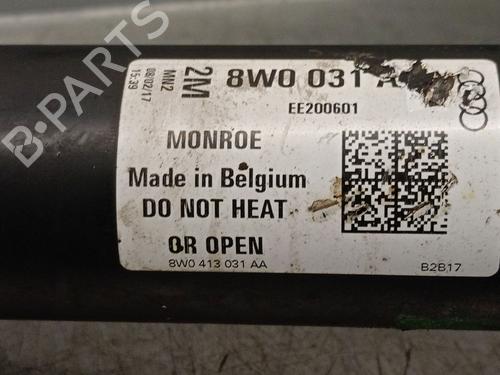 B-PARTS
2M
MN2
08/02/17
15:39
8W0 031 A
EE200601
MONROE
Made in Belgium
DO NOT HEAT
OR OPEN
8W0 413 031 AA
B2B17